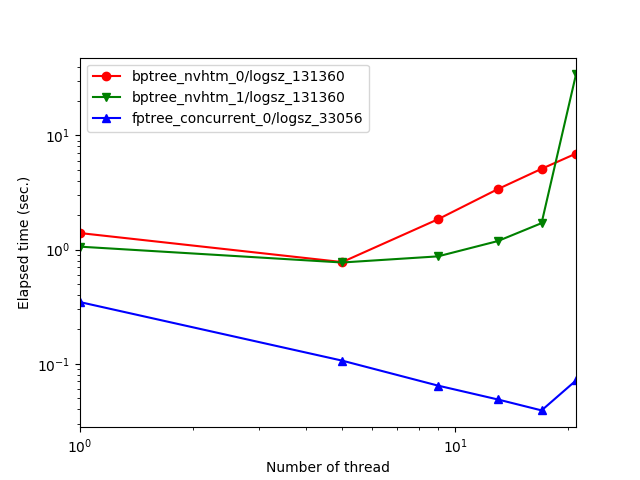 bptree_nvhtm_0/logsz_131360
bptree_nvhtm_1/logsz_131360
fptree_concurrent_0/logsz_33056
10¹
10⁰
10⁻¹
Elapsed time (sec.)
10⁰ 10¹
Number of thread